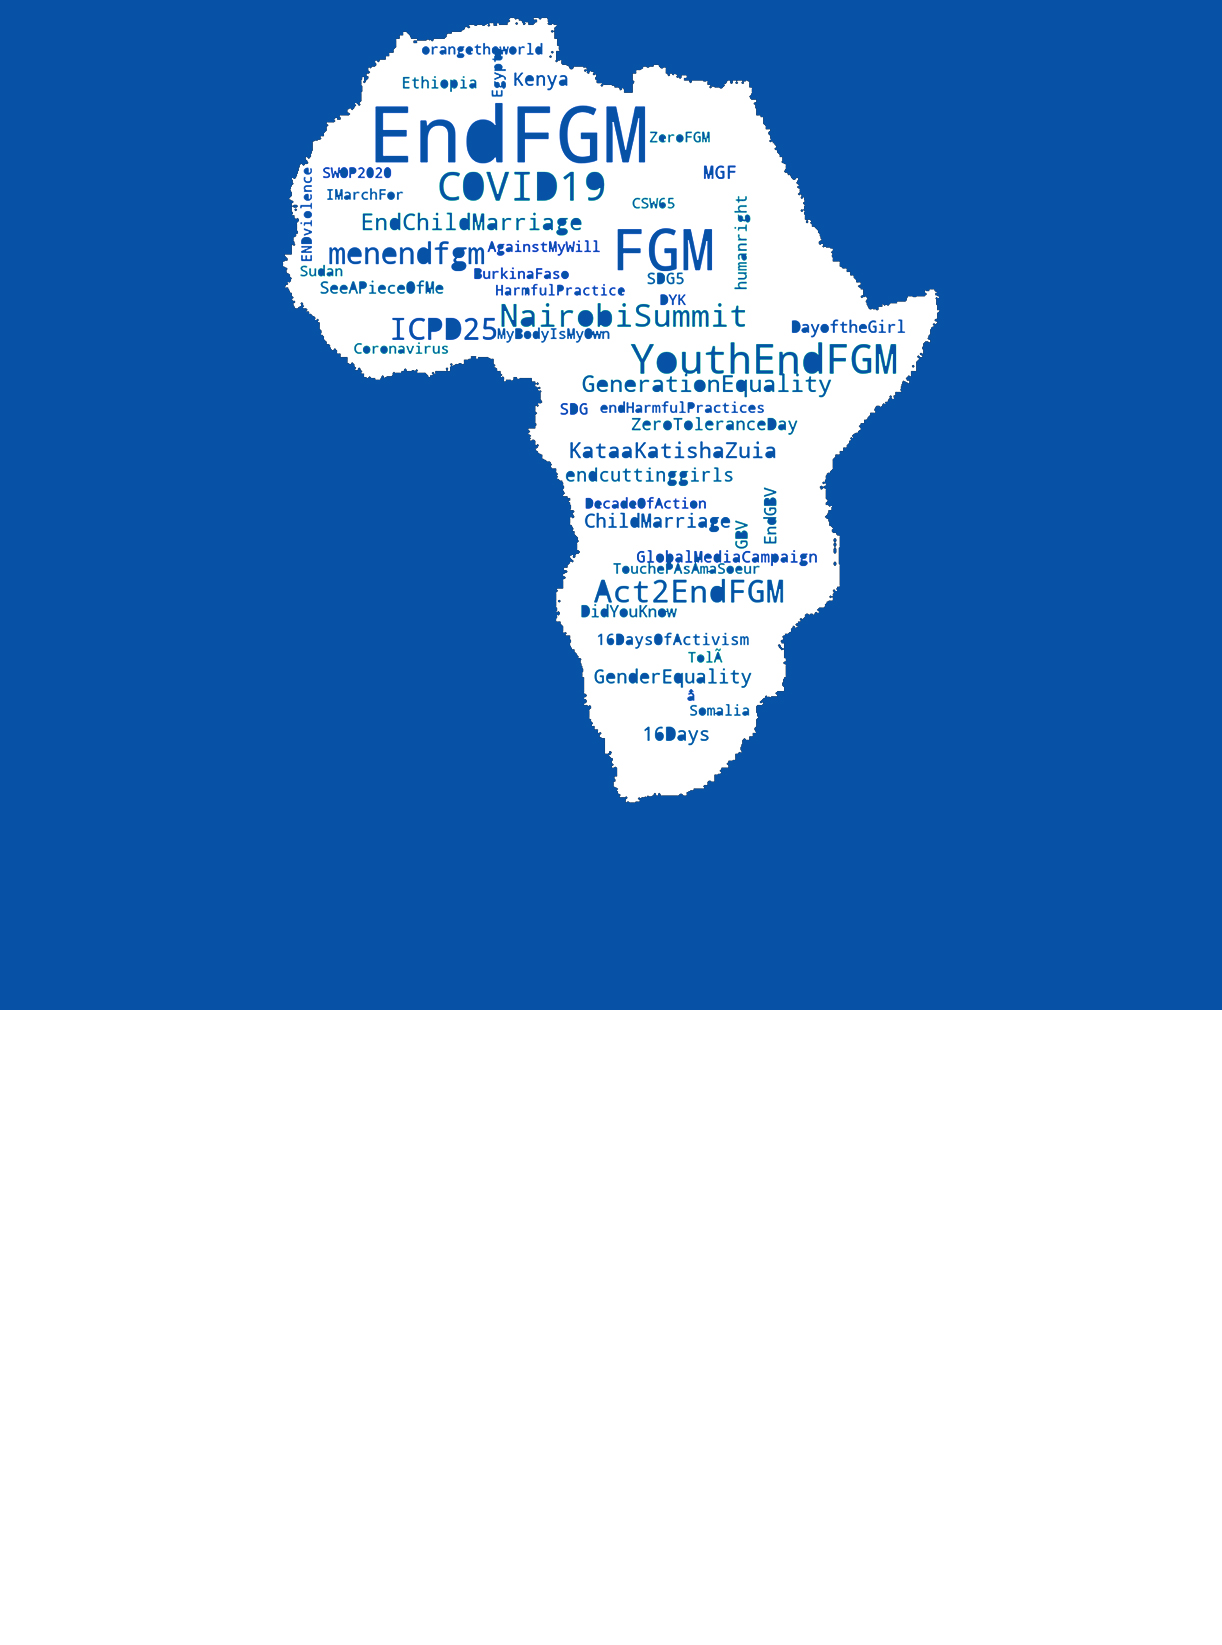 orangetheworld
Ethiopia
Egypt
Kenya
EndFGM
ZeroFGM
SWOP2020
MGF
COVID19
IMarchFor
CSW65
ENDviolence
EndChildMarriage
humanright
menendfgm
AgainstMyWill
FGM
Sudan
BurkinaFaso
SDG5
SeeAPieceOfMe
HarmfulPractice
DYK
NairobiSummit
ICPD25
MyBodyIsMyOwn
DayoftheGirl
Coronavirus
YouthEndFGM
GenerationEquality
SDG
endHarmfulPractices
ZeroToleranceDay
KataaKatishaZuia
endcuttinggirls
DecadeOfAction
ChildMarriage
GBV
EndGBV
GlobalMediaCampaign
TouchePAsAmaSoeur
Act2EndFGM
DidYouKnow
16DaysOfActivism
TolÃ
GenderEquality
â
Somalia
16Days